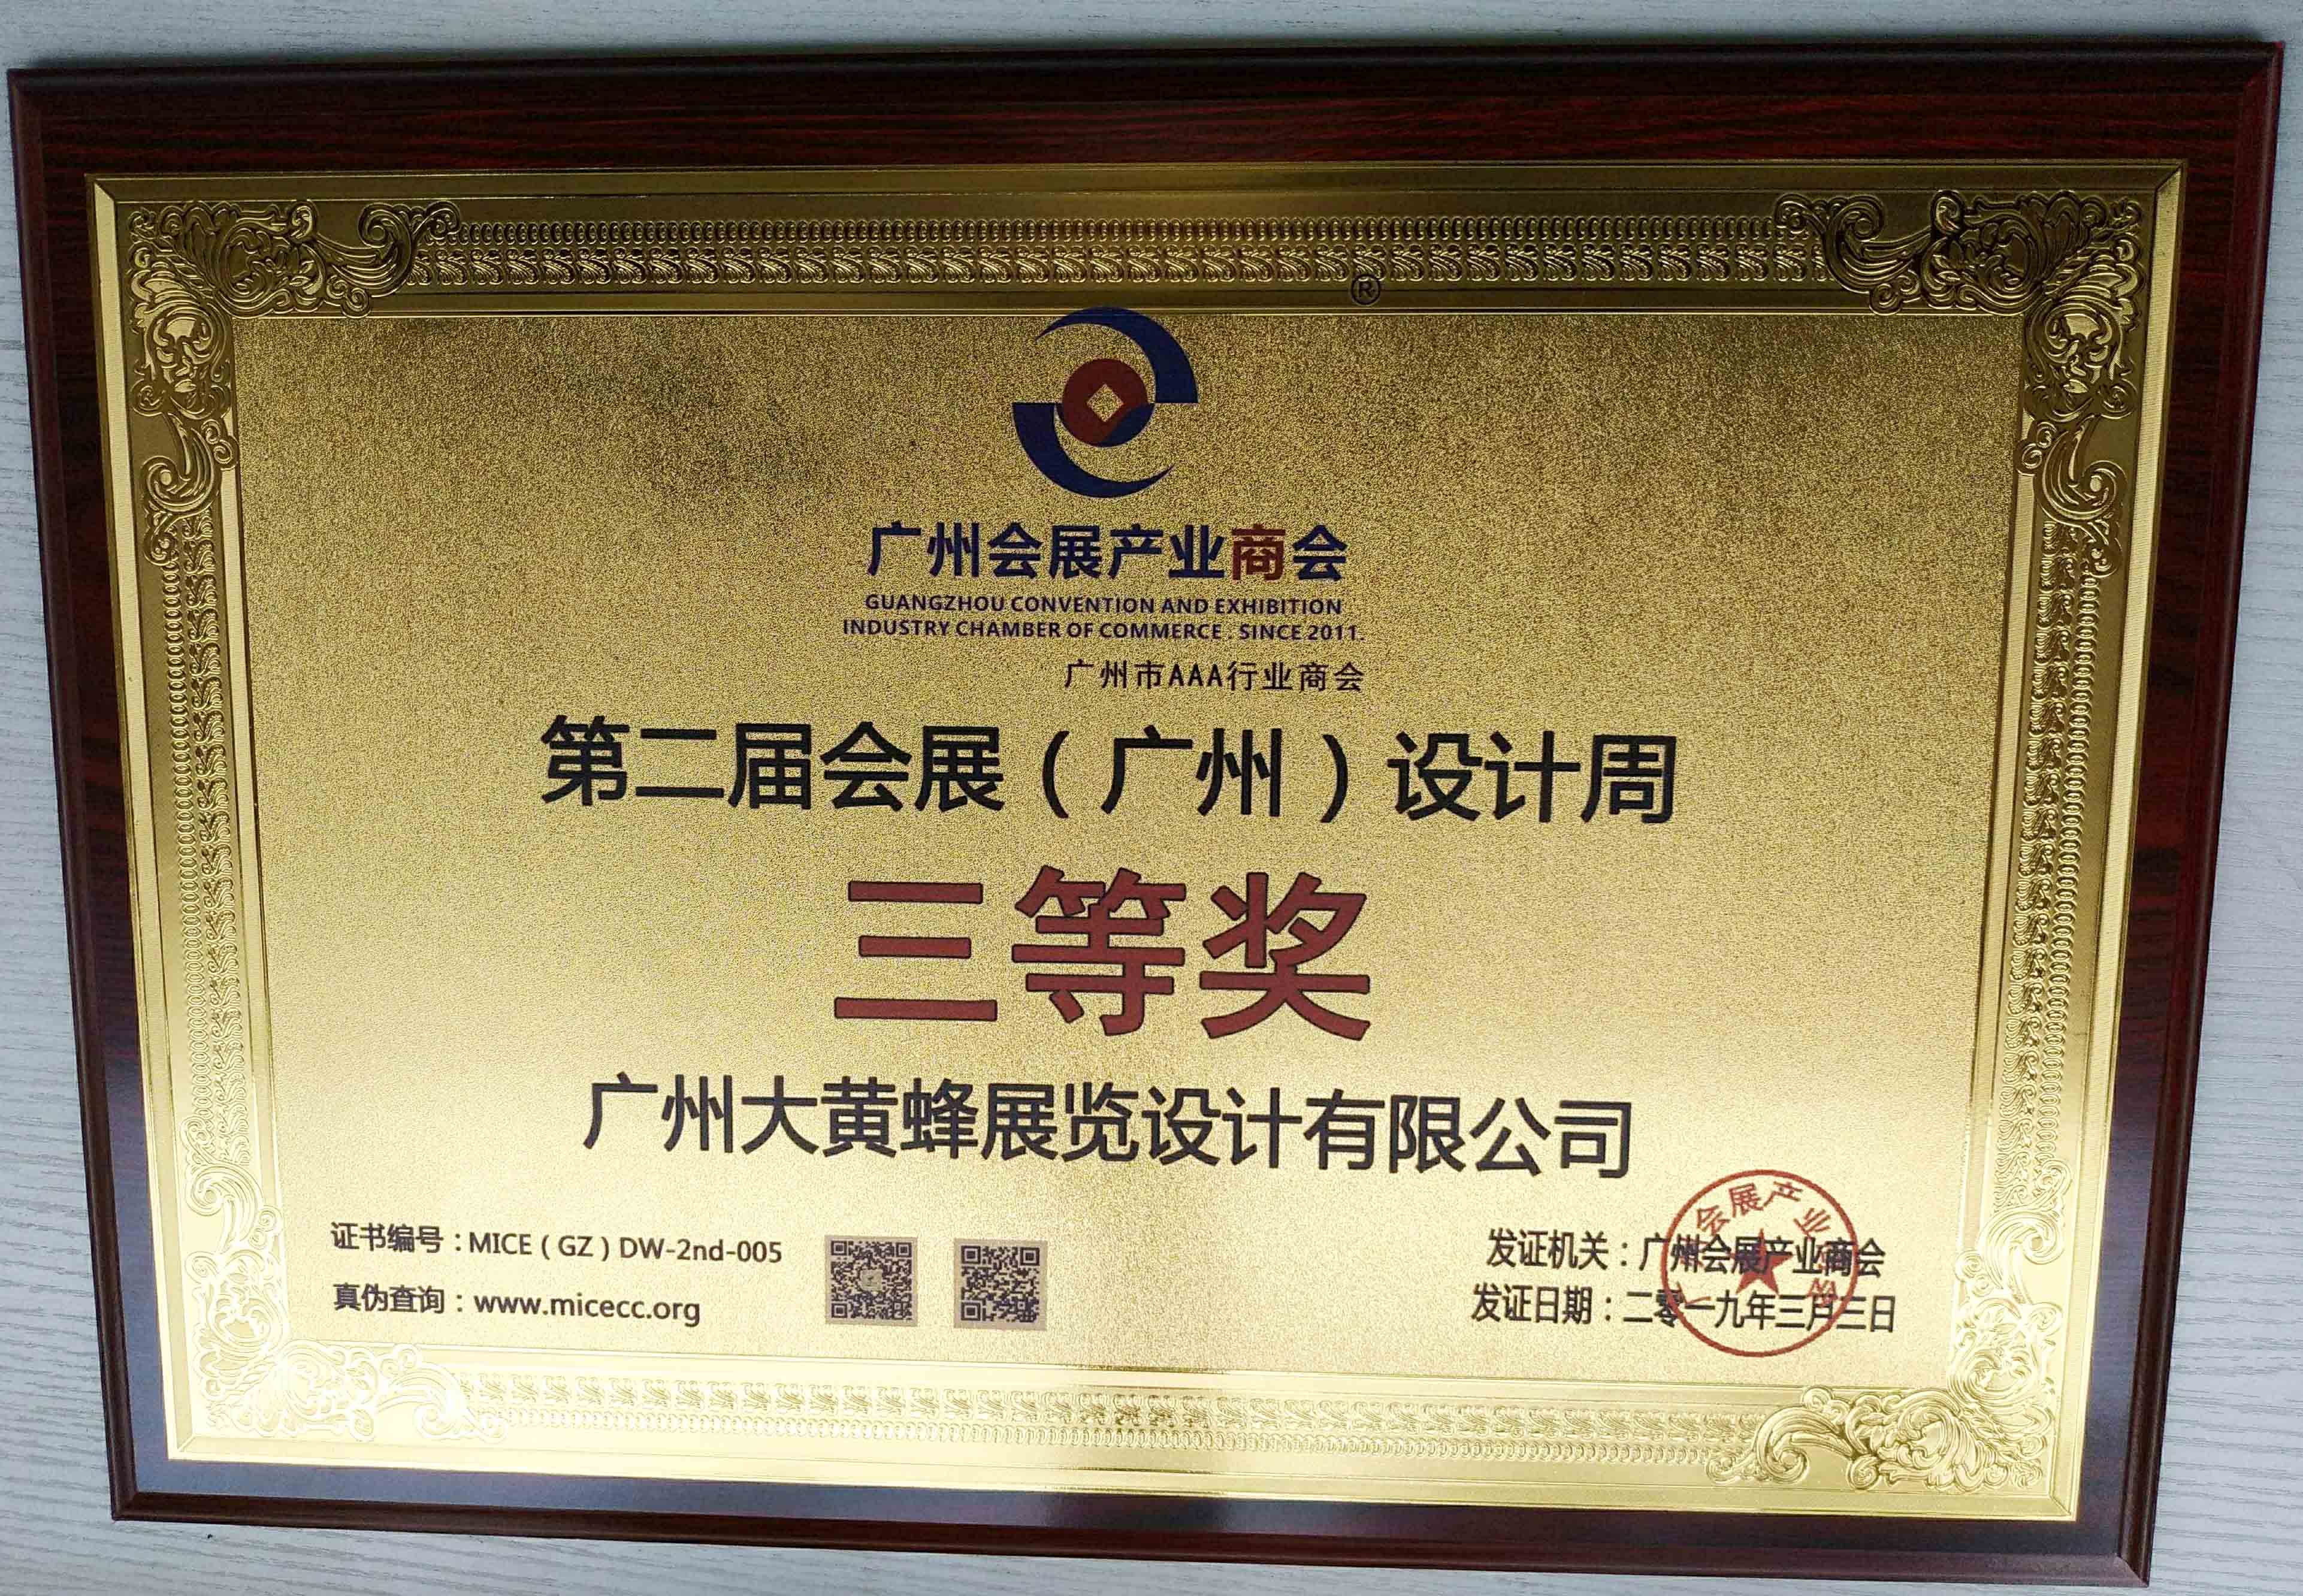 ®
广州会展产业商会
GUANGZHOU CONVENTION AND EXHIBITION
INDUSTRY CHAMBER OF COMMERCE . SINCE 2011.
广州市AAA行业商会
第二届会展（广州）设计周
三等奖
广州大黄蜂展览设计有限公司
证书编号：MICE（GZ）DW-2nd-005
真伪查询：www.micecc.org
发证机关：广州会展产业商会
发证日期：二零一九年三月三日
会展产业